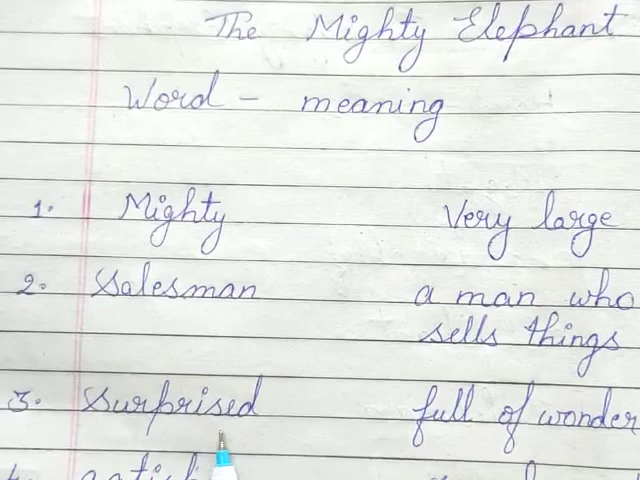 The Mighty Elephant
Word - meaning
1. Mighty Very large
2. Salesman a man who
sells things
3. Surprised full of wonder